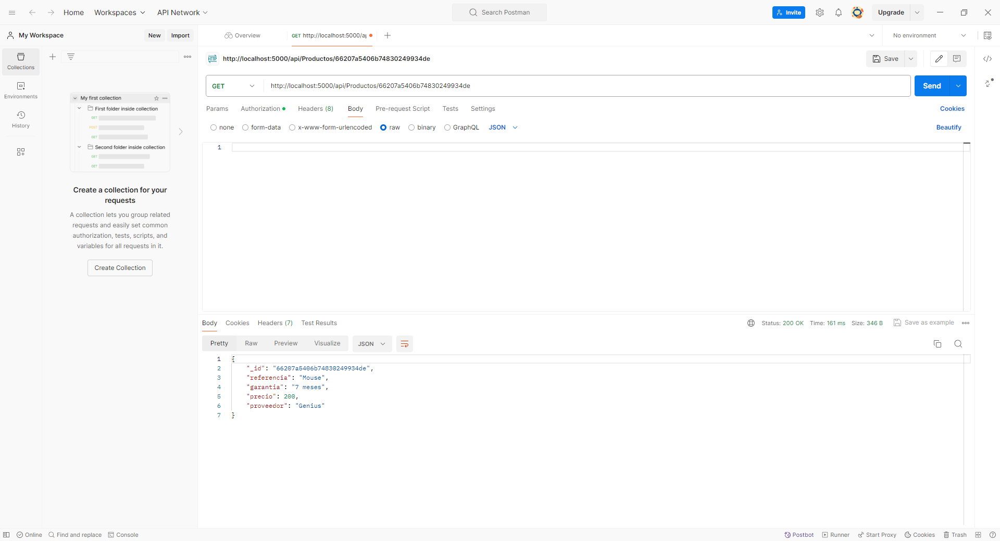 Home
Workspaces
API Network
Search Postman
Invite
Upgrade
My Workspace
New
Import
Overview
GET http://localhost:5000/ap
No environment
Collections
Environments
History
My first collection
First folder inside collection
GET
POST
GET
Second folder inside collection
GET
GET
Create a collection for your
requests
A collection lets you group related
requests and easily set common
authorization, tests, scripts, and
variables for all requests in it.
Create Collection
HTTP http://localhost:5000/api/Productos/66207a5406b74830249934de
Save
GET
http://localhost:5000/api/Productos/66207a5406b74830249934de
Send
Params
Authorization
Headers (8)
Body
Pre-request Script
Tests
Settings
Cookies
none
form-data
x-www-form-urlencoded
raw
binary
GraphQL
JSON
Beautify
1
Body
Cookies
Headers (7)
Test Results
Status: 200 OK
Time: 161 ms
Size: 346 B
Save as example
Pretty
Raw
Preview
Visualize
JSON
1 {
2 "_id": "66207a5406b74830249934de",
3 "referencia": "Mouse",
4 "garantia": "7 meses",
5 "precio": 200,
6 "proveedor": "Genius"
7 }
Online
Find and replace
Console
Postbot
Runner
Start Proxy
Cookies
Trash